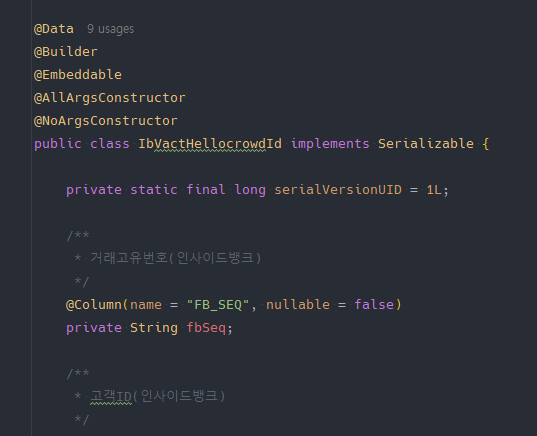 @Data 9 usages
@Builder
@Embeddable
@AllArgsConstructor
@NoArgsConstructor
public class IbVactHellocrowdId implements Serializable {
private static final long serialVersionUID = 1L;
/**
* 거래고유번호(인사이드뱅크)
*/
@Column(name = "FB_SEQ", nullable = false)
private String fbSeq;
/**
* 고객ID(인사이드뱅크)
*/